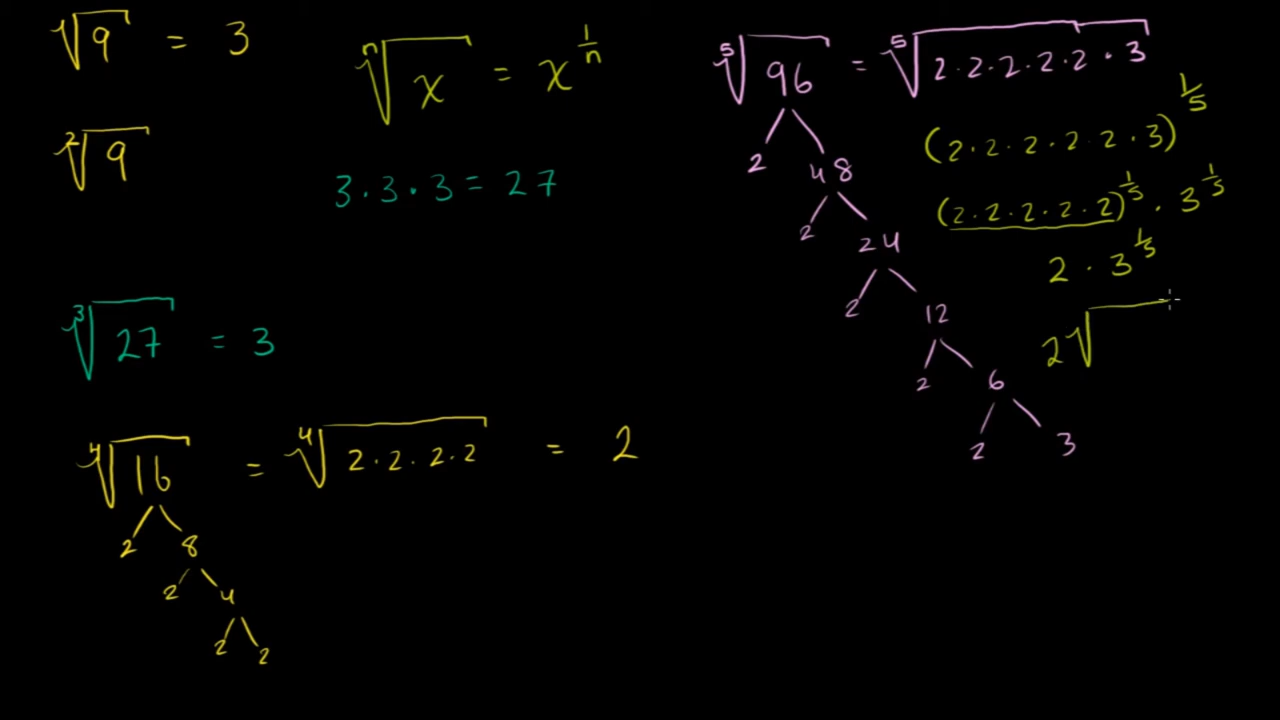 √9 = 3
ⁿ√x = x^(1/n)
²√9
3·3·3 = 27
³√27 = 3
⁴√16 = ⁴√2·2·2·2 = 2
2 8
2 4
2 2
⁵√96 = ⁵√2·2·2·2·2·3
2 48
2 24
2 12
2 6
2 3
(2·2·2·2·2·3)^(1/5)
(2·2·2·2·2)^(1/5) · 3^(1/5)
2 · 3^(1/5)
2√